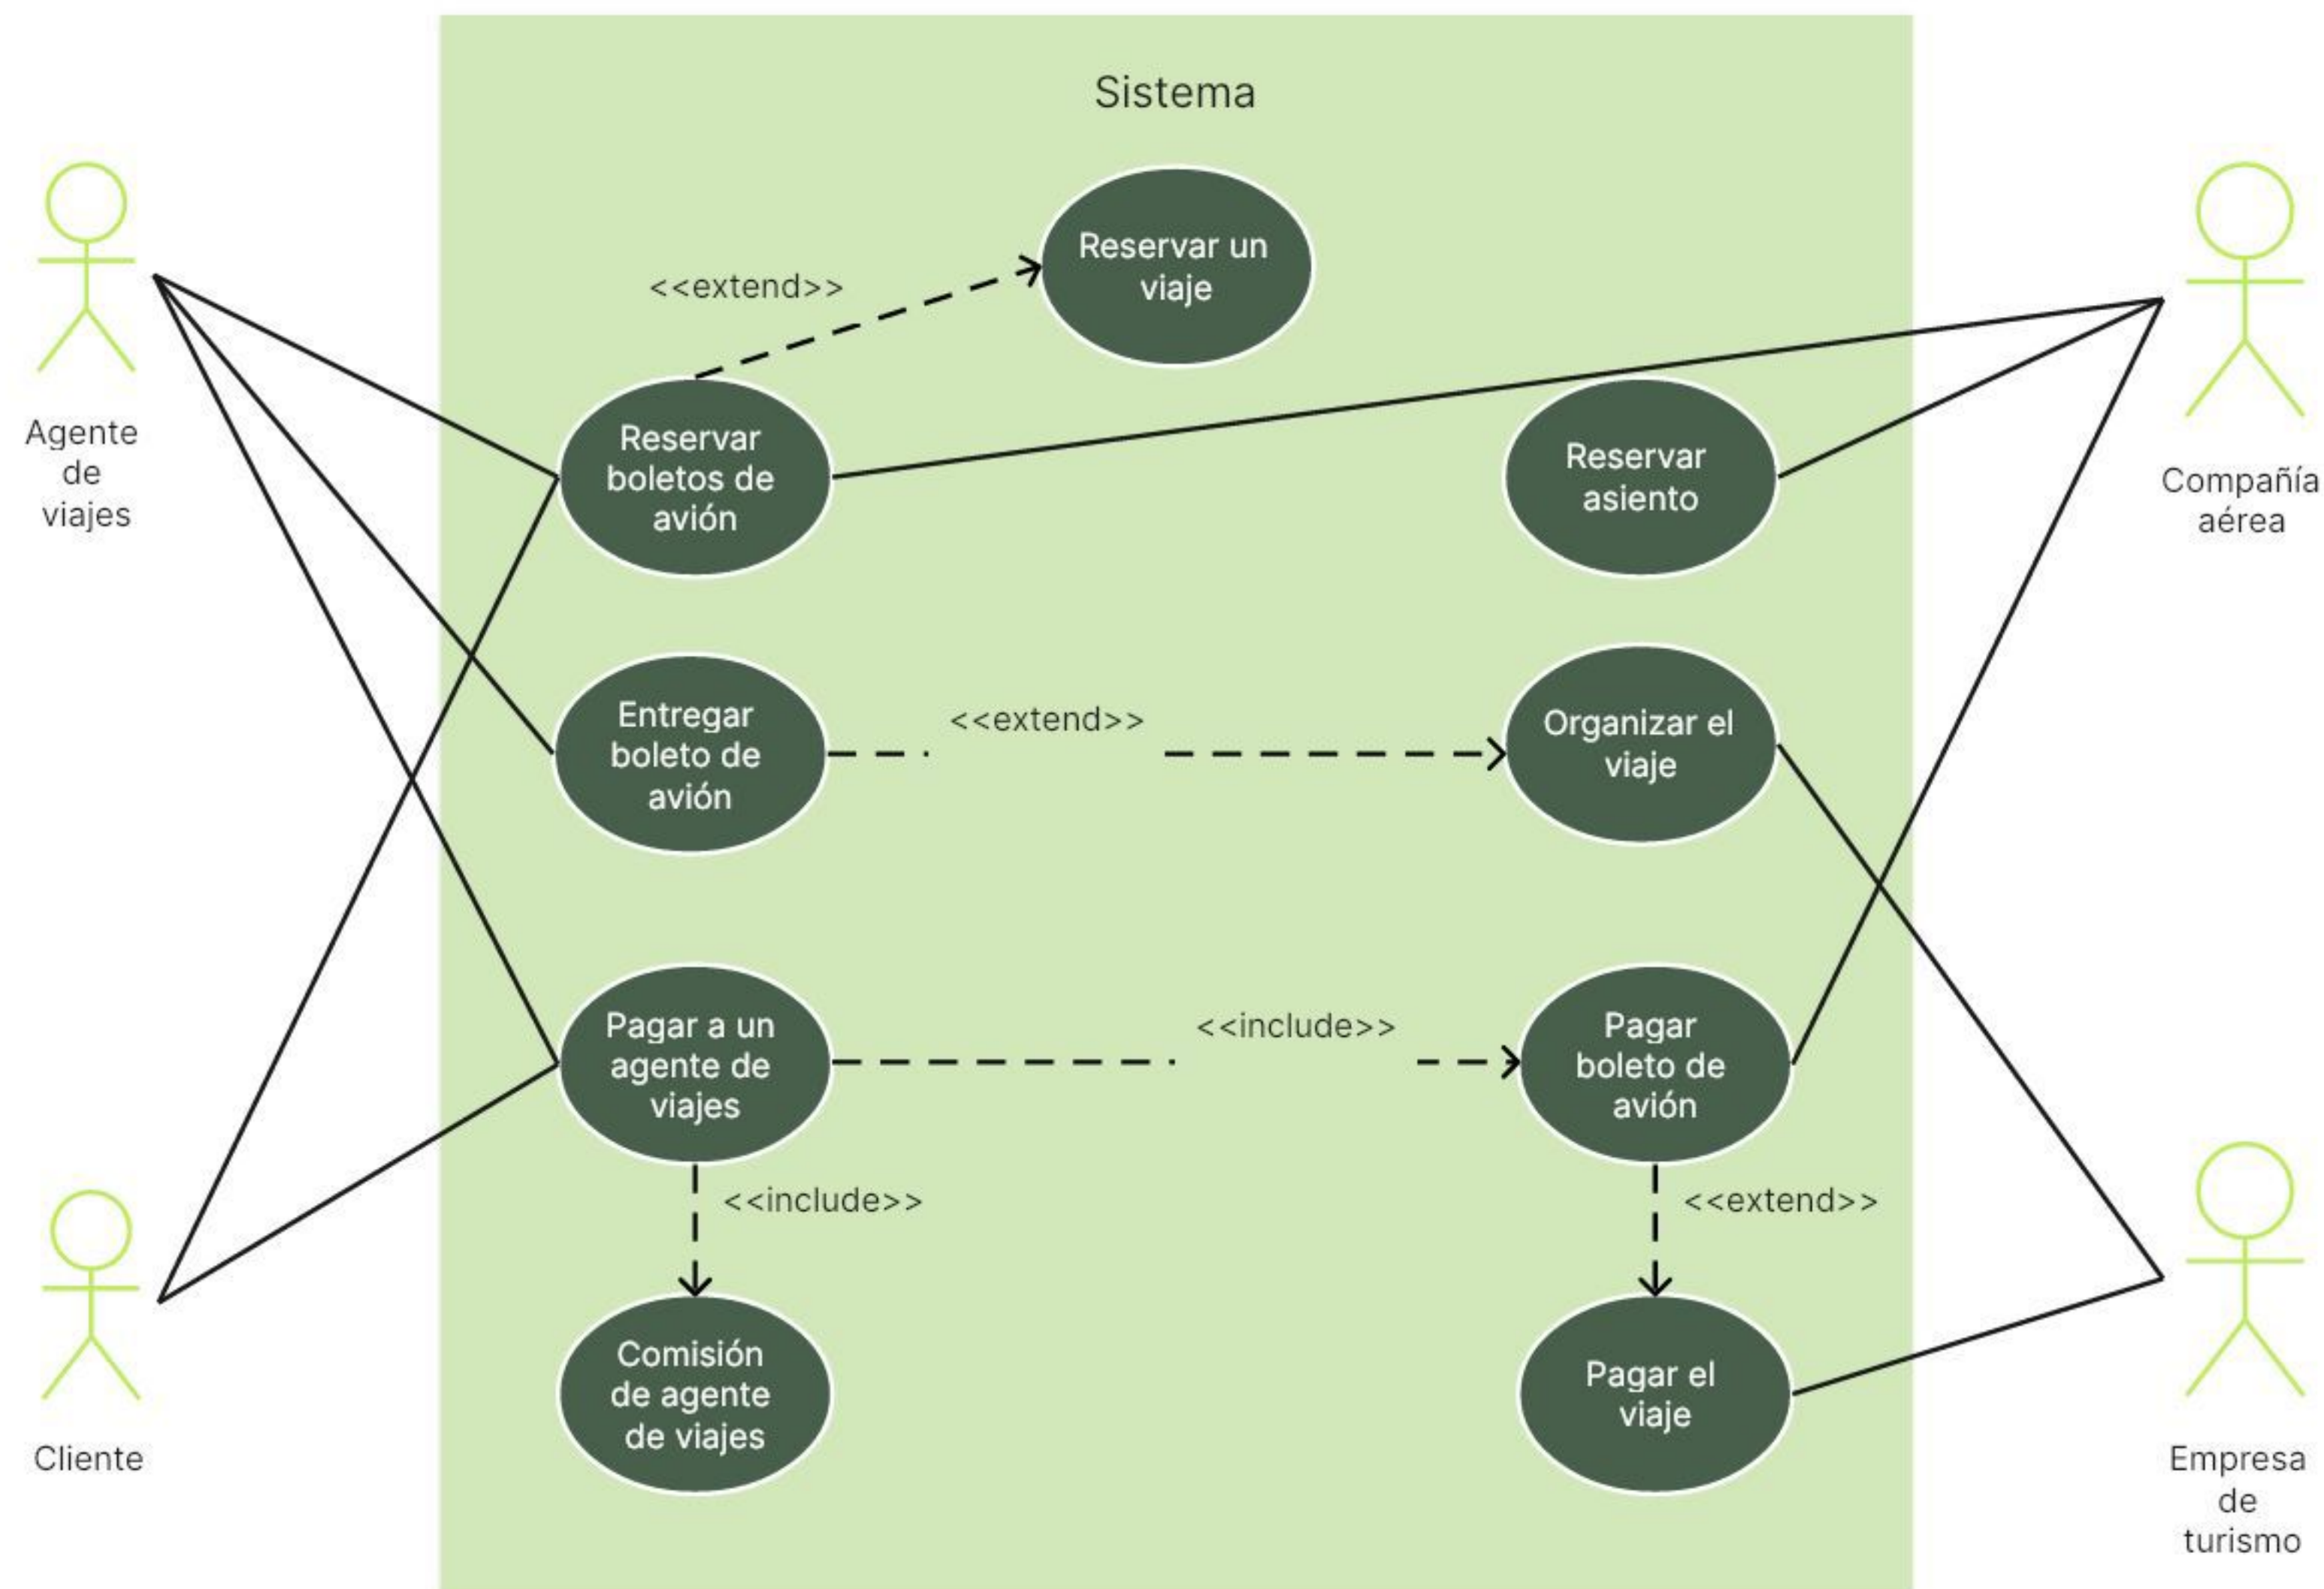 Sistema
Reservar un
viaje
<<extend>>
Agente
de
viajes
Reservar
boletos de
avión
Reservar
asiento
Compañía
aérea
Entregar
boleto de
avión
<<extend>>
Organizar el
viaje
Pagar a un
agente de
viajes
<<include>>
Pagar
boleto de
avión
<<include>>
<<extend>>
Comisión
de agente
de viajes
Pagar el
viaje
Cliente
Empresa
de
turismo